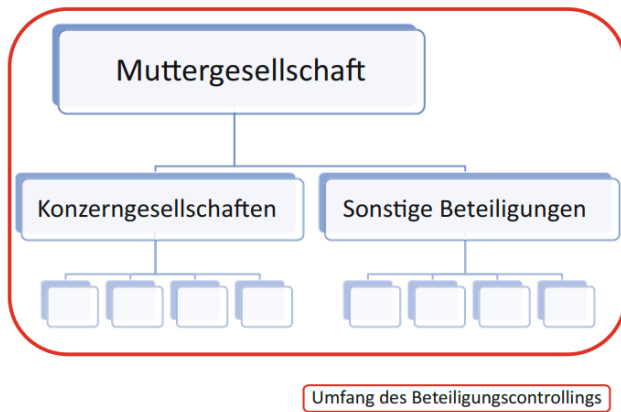 Muttergesellschaft
Konzerngesellschaften
Sonstige Beteiligungen
Umfang des Beteiligungscontrollings